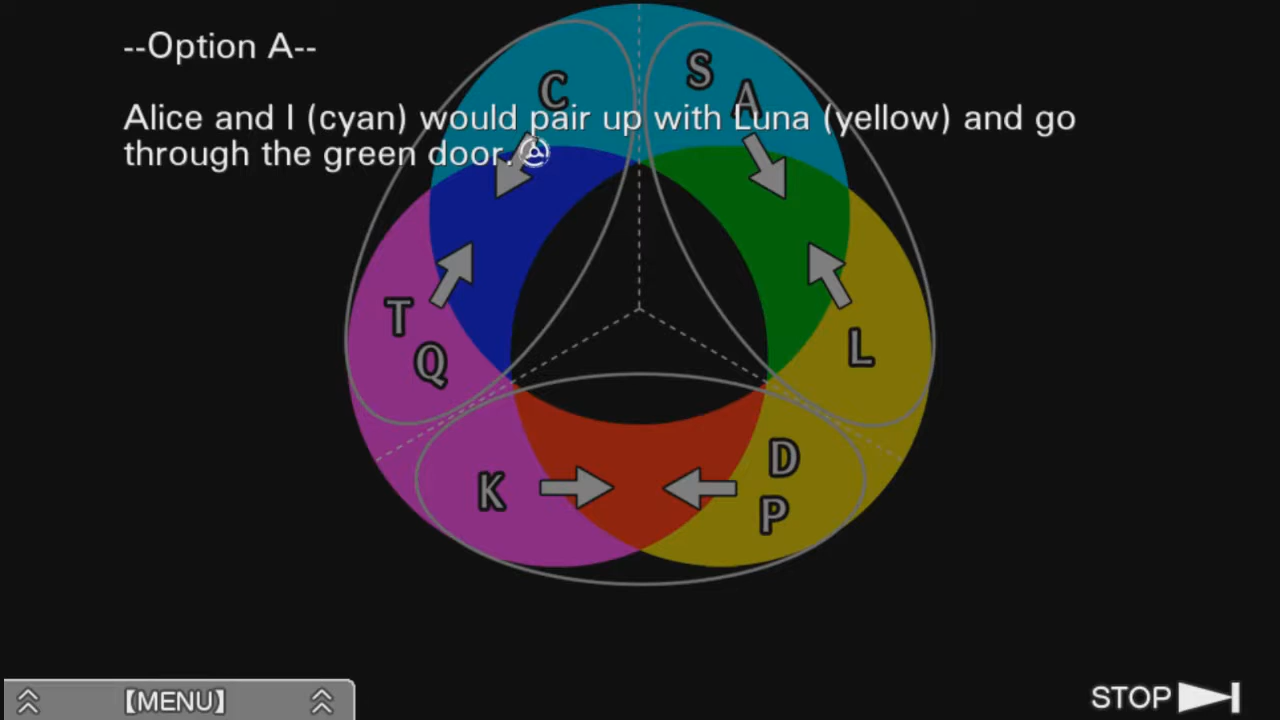 --Option A--
Alice and I (cyan) would pair up with Luna (yellow) and go
through the green door.
C
S
A
T
Q
L
K
D
P
【MENU】
STOP